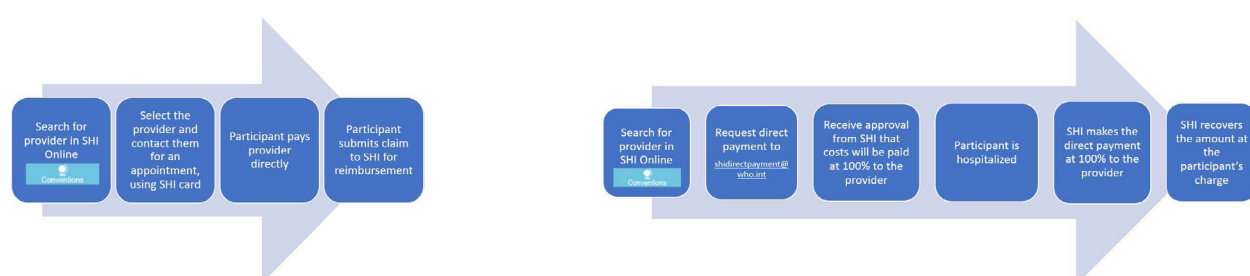 Search for
provider in SHI
Online
Conventions
Select the
provider and
contact them
for an
appointment,
using SHI card
Participant pays
provider
directly
Participant
submits claim
to SHI for
reimbursement
Search for
provider in
SHI Online
Conventions
Request direct
payment to
shidirectpayment@
who.int
Receive approval
from SHI that
costs will be paid
at 100% to the
provider
Participant is
hospitalized
SHI makes the
direct payment
at 100% to the
provider
SHI recovers
the amount at
the
participant's
charge